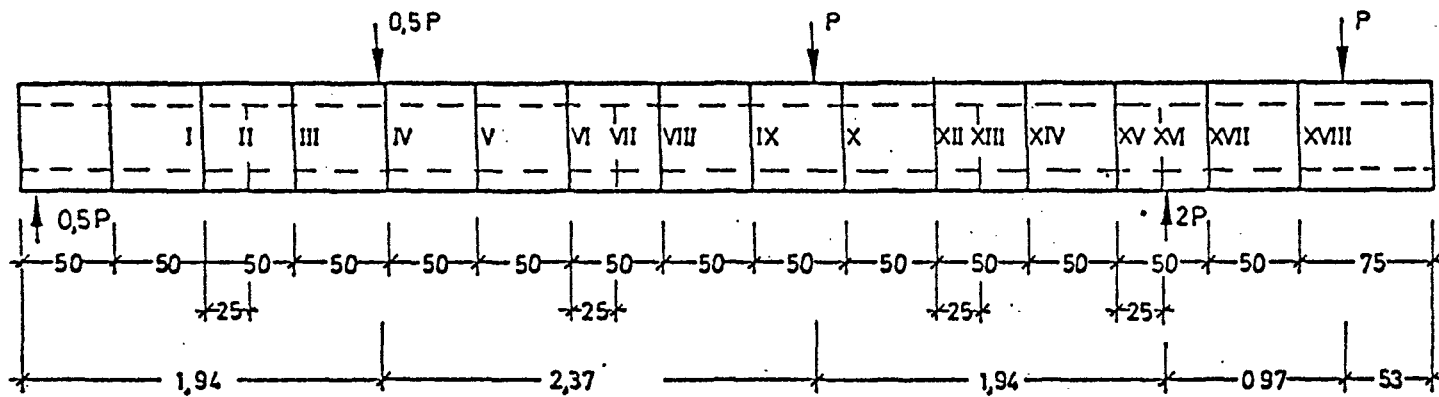 0,5P P P
I II III IV V VI VII VIII IX X XII XIII XIV XV XVI XVII XVIII
0,5P 2P
50 50 50 50 50 50 50 50 50 50 50 50 50 50 75
25 25 25 25
1,94 2,37 1,94 0 97 53